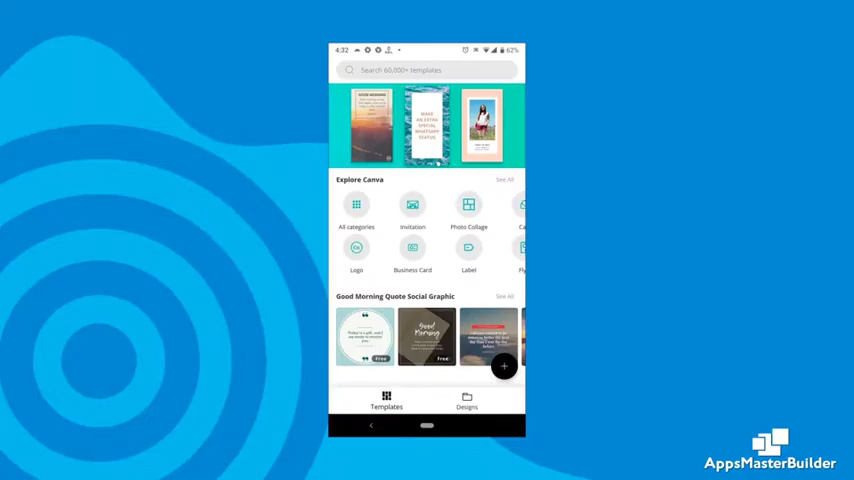 4:32
62%
Search 60,000+ templates
GOOD MORNING
MAKE
AN EXTRA
SPECIAL
WHATSAPP
STATUS
Explore Canva
See All
All categories
Invitation
Photo Collage
Ca
Logo
Business Card
Label
Fly
Good Morning Quote Social Graphic
See All
Good
Morning
Free
Free
Templates
Designs
AppsMasterBuilder